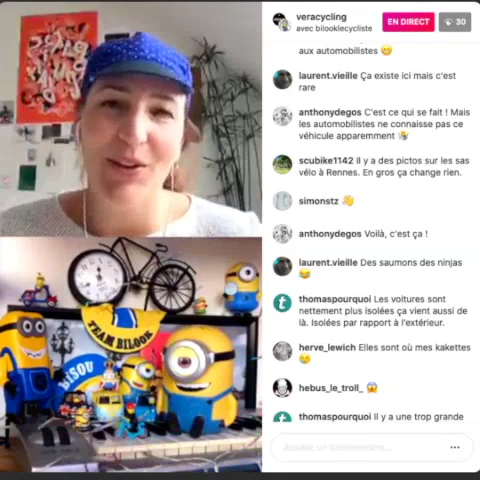 veracycling
avec bilooklecycliste
EN DIRECT
30
aux automobilistes 😁
laurent.vieille Ça existe ici mais c'est
rare
anthonydegos C'est ce qui se fait ! Mais
les automobilistes ne connaisse pas ce
véhicule apparemment
scubike1142 Il y a des pictos sur les sas
vélo à Rennes. En gros ça change rien.
simonstz 👋
anthonydegos Voilà, c'est ça !
laurent.vieille Des saumons des ninjas
😂
thomaspourquoi Les voitures sont
nettement plus isolées ça vient aussi de
là. Isolées par rapport à l'extérieur.
herve_lewich Elles sont où mes kakettes
😢
hebus_le_troll_ 😱
thomaspourquoi Il y a une trop grande
Ajouter un commentaire...
TEAM BILOOK
BISOU